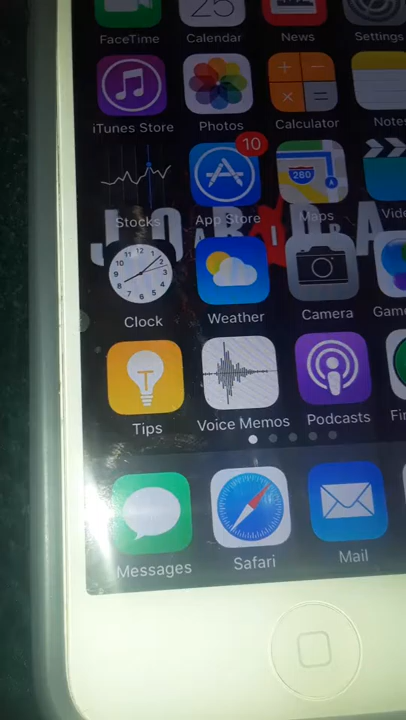 FaceTime Calendar News Settings
25
iTunes Store Photos Calculator Notes
10
280
Stocks App Store Maps
Clock Weather Camera
Tips Voice Memos Podcasts
Messages Safari Mail